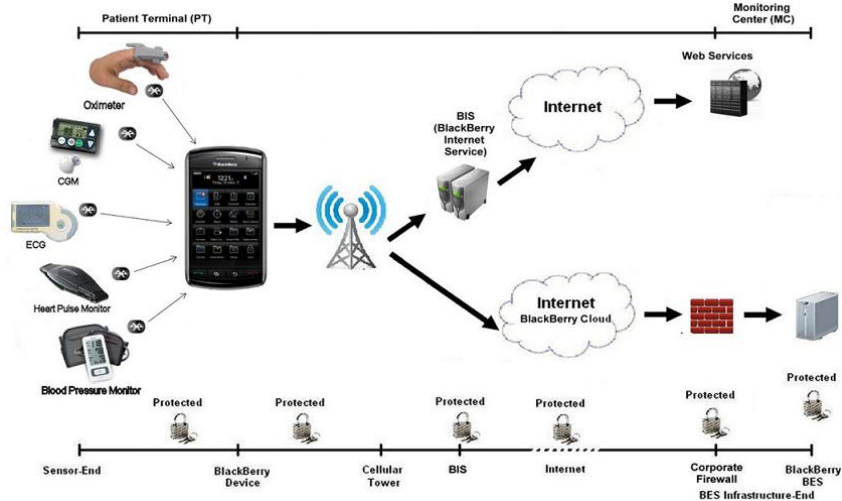 Patient Terminal (PT)
Monitoring
Center (MC)
Web Services
Oximeter
Internet
BIS
(BlackBerry
Internet
Service)
CGM
BlackBerry
ECG
Internet
BlackBerry Cloud
Heart Pulse Monitor
Blood Pressure Monitor
Protected
Protected
Protected
Protected
Protected
Protected
Sensor-End
BlackBerry
Device
Cellular
Tower
BIS
Internet
Corporate
Firewall
BlackBerry
BES
BES Infrastructure-End